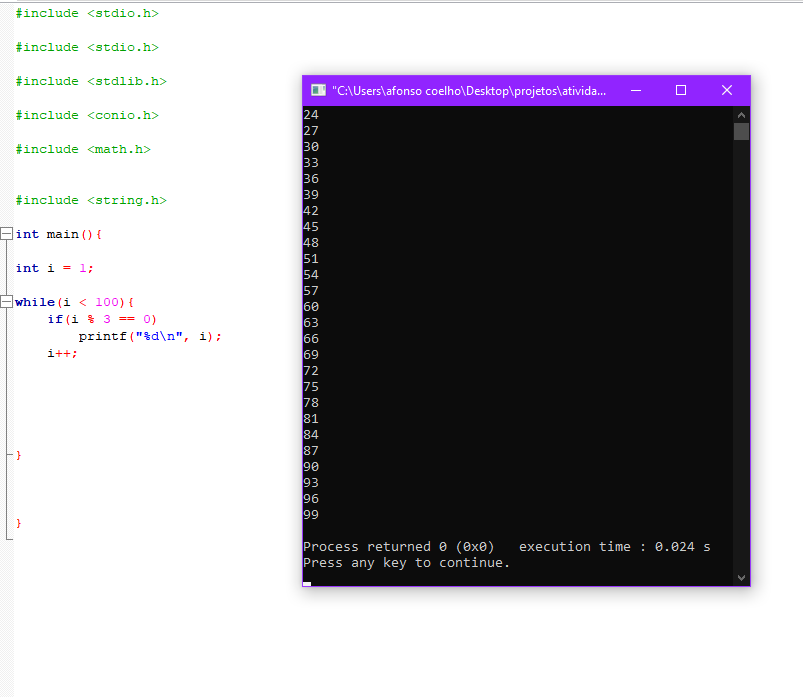 #include <stdio.h>
#include <stdio.h>
#include <stdlib.h>
#include <conio.h>
#include <math.h>
#include <string.h>
int main(){
int i = 1;
while(i < 100){
    if(i % 3 == 0)
        printf("%d\n", i);
    i++;
}
}
"C:\Users\afonso coelho\Desktop\projetos\ativida...
24
27
30
33
36
39
42
45
48
51
54
57
60
63
66
69
72
75
78
81
84
87
90
93
96
99
Process returned 0 (0x0)   execution time : 0.024 s
Press any key to continue.